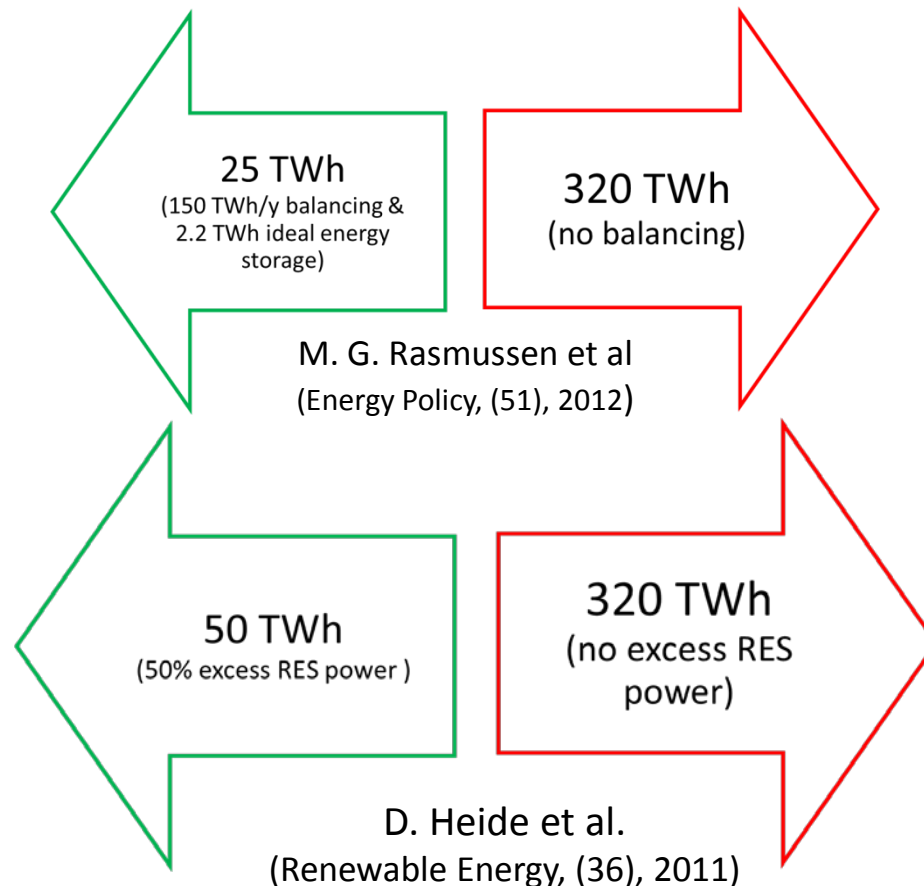 25 TWh
(150 TWh/y balancing &
2.2 TWh ideal energy
storage)
320 TWh
(no balancing)
M. G. Rasmussen et al
(Energy Policy, (51), 2012)
50 TWh
(50% excess RES power )
320 TWh
(no excess RES
power)
D. Heide et al.
(Renewable Energy, (36), 2011)